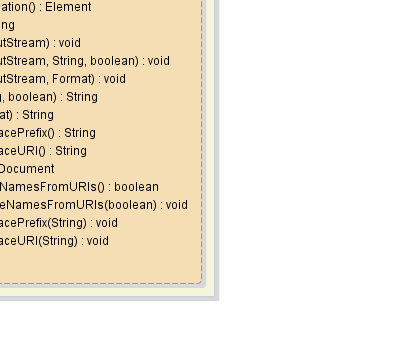 ation() : Element
ng
utStream) : void
utStream, String, boolean) : void
utStream, Format) : void
g, boolean) : String
at) : String
acePrefix() : String
aceURI() : String
Document
NamesFromURIs() : boolean
eNamesFromURIs(boolean) : void
acePrefix(String) : void
aceURI(String) : void